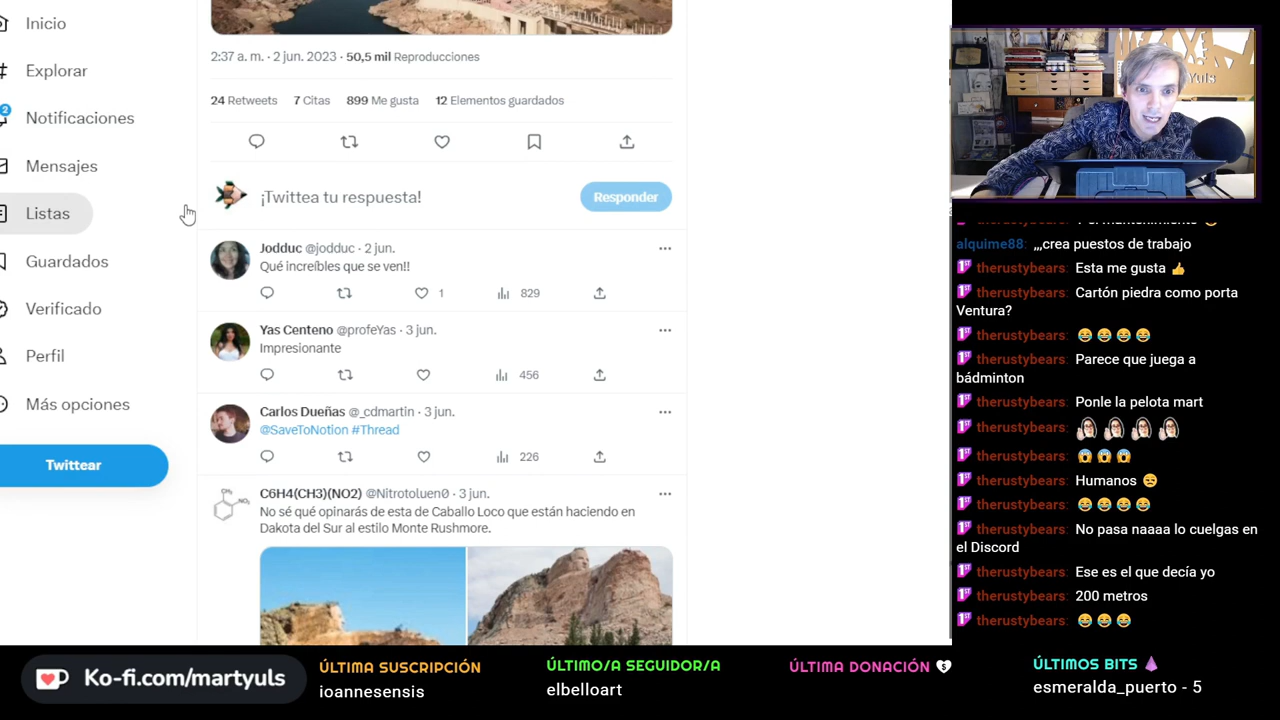 Inicio
Explorar
2
Notificaciones
Mensajes
Listas
Guardados
Verificado
Perfil
Más opciones
Twittear
2:37 a. m. · 2 jun. 2023 · 50,5 mil Reproducciones
24 Retweets 7 Citas 899 Me gusta 12 Elementos guardados
¡Twittea tu respuesta!
Responder
Jodduc @jodduc · 2 jun.
Qué increíbles que se ven!!
1 829
Yas Centeno @profeYas · 3 jun.
Impresionante
456
Carlos Dueñas @_cdmartin · 3 jun.
@SaveToNotion #Thread
226
C6H4(CH3)(NO2) @Nitrotoluen0 · 3 jun.
No sé qué opinarás de esta de Caballo Loco que están haciendo en
Dakota del Sur al estilo Monte Rushmore.
alquime88: ,,,crea puestos de trabajo
therustybears: Esta me gusta 👍
therustybears: Cartón piedra como porta
Ventura?
therustybears: 😂 😂 😂 😂
therustybears: Parece que juega a
bádminton
therustybears: Ponle la pelota mart
therustybears:
therustybears: 😱 😱 😱
therustybears: Humanos 😒
therustybears: 😂 😂 😂 😂
therustybears: No pasa naaaa lo cuelgas en
el Discord
therustybears: Ese es el que decía yo
therustybears: 200 metros
therustybears: 😂 😂 😂
Ko-fi.com/martyuls
ÚLTIMA SUSCRIPCIÓN
ioannesensis
ÚLTIMO/A SEGUIDOR/A
elbelloart
ÚLTIMA DONACIÓN
ÚLTIMOS BITS
esmeralda_puerto - 5